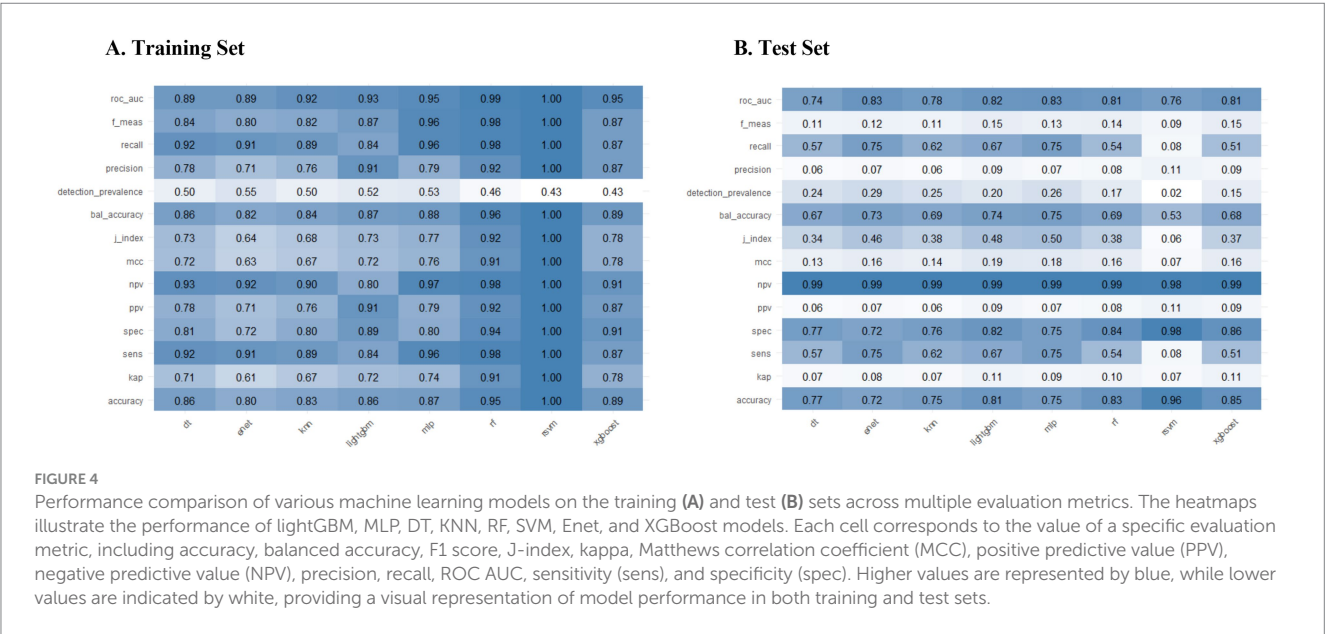 A. Training Set
roc_auc 0.89 0.89 0.92 0.93 0.95 0.99 1.00 0.95
f_meas 0.84 0.80 0.82 0.87 0.96 0.98 1.00 0.87
recall 0.92 0.91 0.89 0.84 0.96 0.98 1.00 0.87
precision 0.78 0.71 0.76 0.91 0.79 0.92 1.00 0.87
detection_prevalence 0.50 0.55 0.50 0.52 0.53 0.46 0.43 0.43
bal_accuracy 0.86 0.82 0.84 0.87 0.88 0.96 1.00 0.89
j_index 0.73 0.64 0.68 0.73 0.77 0.92 1.00 0.78
mcc 0.72 0.63 0.67 0.72 0.76 0.91 1.00 0.78
npv 0.93 0.92 0.90 0.80 0.97 0.98 1.00 0.91
ppv 0.78 0.71 0.76 0.91 0.79 0.92 1.00 0.87
spec 0.81 0.72 0.80 0.89 0.80 0.94 1.00 0.91
sens 0.92 0.91 0.89 0.84 0.96 0.98 1.00 0.87
kap 0.71 0.61 0.67 0.72 0.74 0.91 1.00 0.78
accuracy 0.86 0.80 0.83 0.86 0.87 0.95 1.00 0.89
dt enet knn lightgbm mlp rf rsvm xgboost
B. Test Set
roc_auc 0.74 0.83 0.78 0.82 0.83 0.81 0.76 0.81
f_meas 0.11 0.12 0.11 0.15 0.13 0.14 0.09 0.15
recall 0.57 0.75 0.62 0.67 0.75 0.54 0.08 0.51
precision 0.06 0.07 0.06 0.09 0.07 0.08 0.11 0.09
detection_prevalence 0.24 0.29 0.25 0.20 0.26 0.17 0.02 0.15
bal_accuracy 0.67 0.73 0.69 0.74 0.75 0.69 0.53 0.68
j_index 0.34 0.46 0.38 0.48 0.50 0.38 0.06 0.37
mcc 0.13 0.16 0.14 0.19 0.18 0.16 0.07 0.16
npv 0.99 0.99 0.99 0.99 0.99 0.99 0.98 0.99
ppv 0.06 0.07 0.06 0.09 0.07 0.08 0.11 0.09
spec 0.77 0.72 0.76 0.82 0.75 0.84 0.98 0.86
sens 0.57 0.75 0.62 0.67 0.75 0.54 0.08 0.51
kap 0.07 0.08 0.07 0.11 0.09 0.10 0.07 0.11
accuracy 0.77 0.72 0.75 0.81 0.75 0.83 0.96 0.85
dt enet knn lightgbm mlp rf rsvm xgboost
FIGURE 4
Performance comparison of various machine learning models on the training (A) and test (B) sets across multiple evaluation metrics. The heatmaps
illustrate the performance of lightGBM, MLP, DT, KNN, RF, SVM, Enet, and XGBoost models. Each cell corresponds to the value of a specific evaluation
metric, including accuracy, balanced accuracy, F1 score, J-index, kappa, Matthews correlation coefficient (MCC), positive predictive value (PPV),
negative predictive value (NPV), precision, recall, ROC AUC, sensitivity (sens), and specificity (spec). Higher values are represented by blue, while lower
values are indicated by white, providing a visual representation of model performance in both training and test sets.